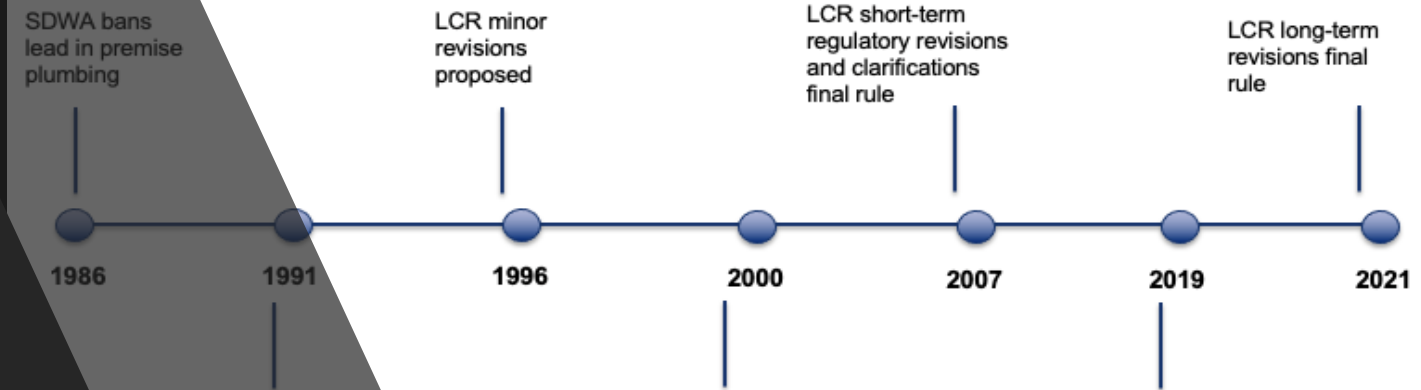 SDWA bans
lead in premise
plumbing
LCR minor
revisions
proposed
LCR short-term
regulatory revisions
and clarifications
final rule
LCR long-term
revisions final
rule
1986
1991
1996
2000
2007
2019
2021